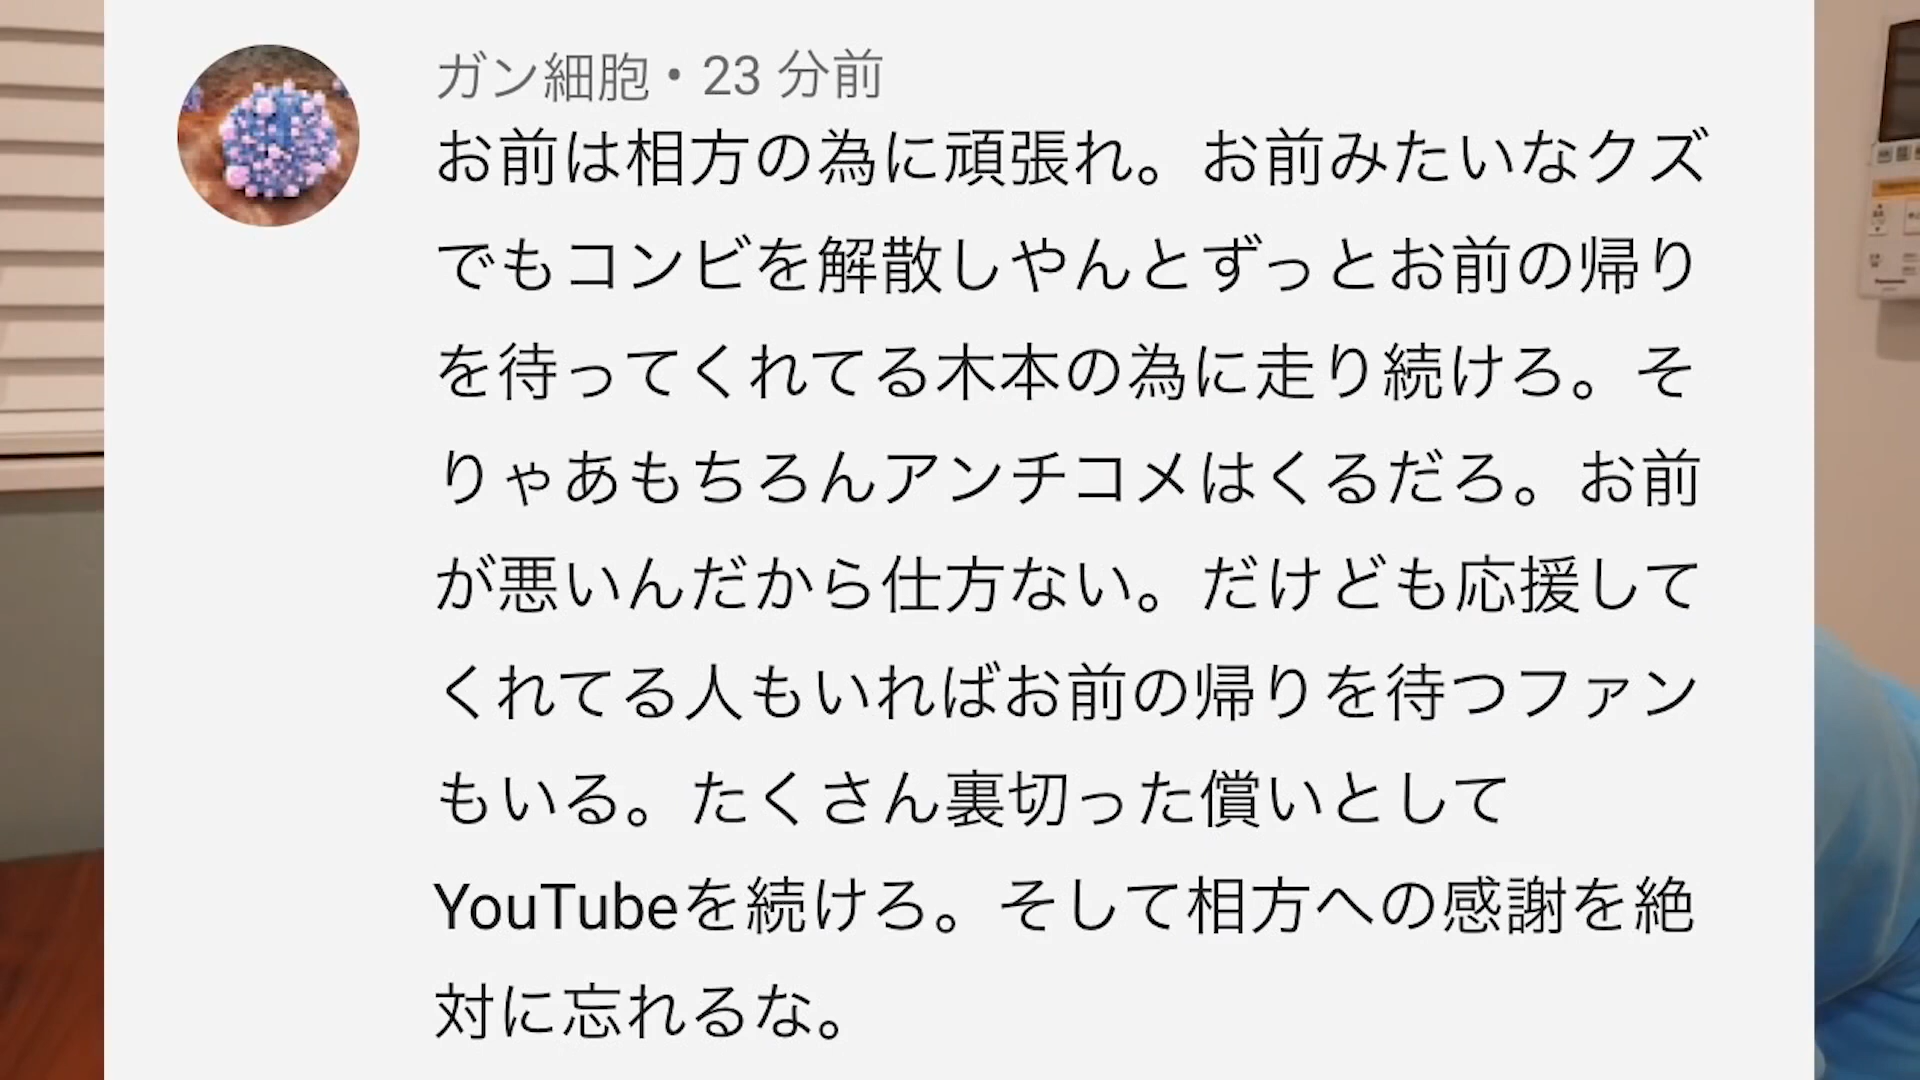 ガン細胞・23 分前
お前は相方の為に頑張れ。お前みたいなクズ
でもコンビを解散しやんとずっとお前の帰り
を待ってくれてる木本の為に走り続けろ。そ
りゃあもちろんアンチコメはくるだろ。お前
が悪いんだから仕方ない。だけども応援して
くれてる人もいればお前の帰りを待つファン
もいる。たくさん裏切った償いとして
YouTubeを続けろ。そして相方への感謝を絶
対に忘れるな。